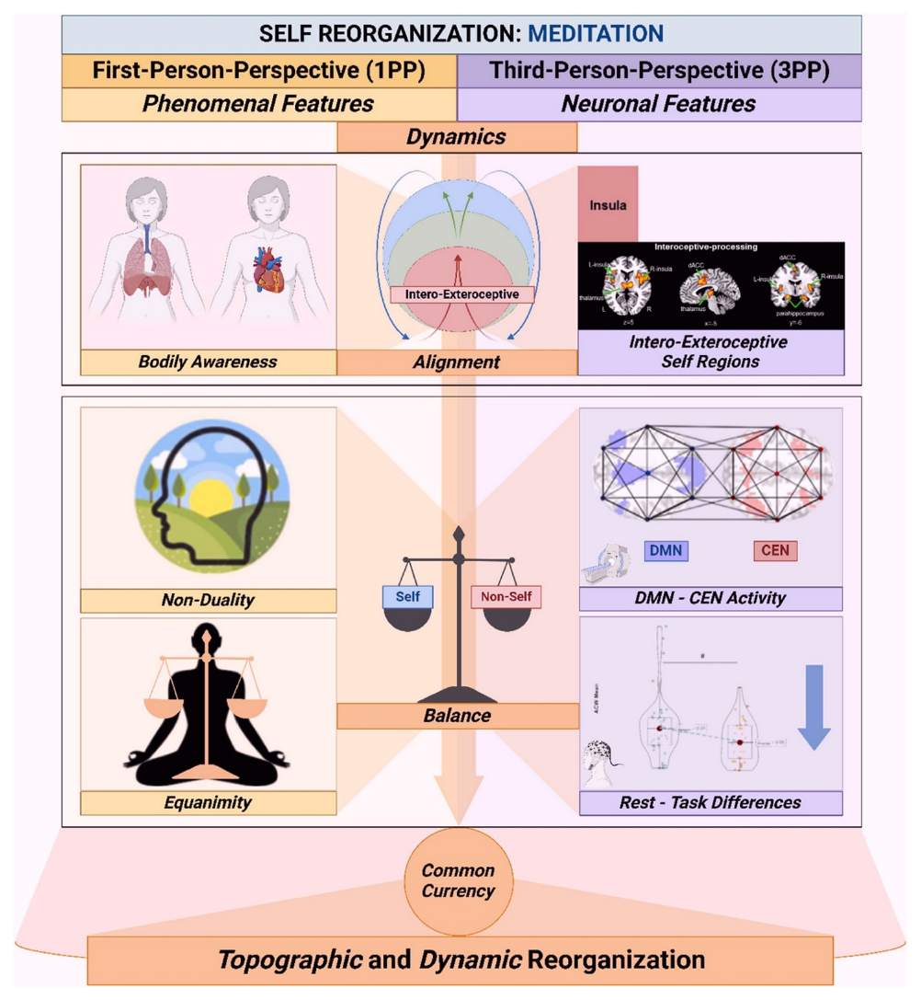 SELF REORGANIZATION: MEDITATION
First-Person-Perspective (1PP)
Third-Person-Perspective (3PP)
Phenomenal Features
Neuronal Features
Dynamics
Insula
Interoceptive-processing
L-insula
R-insula
thalamus
L
R
z=5
dACC
thalamus
x=-5
dACC
L-insula
R-insula
parahippocampus
y=-6
Intero-Exteroceptive
Bodily Awareness
Alignment
Intero-Exteroceptive
Self Regions
Non-Duality
DMN
CEN
DMN - CEN Activity
Self
Non-Self
Balance
ACW Mean
#
Equanimity
Rest - Task Differences
Common
Currency
Topographic and Dynamic Reorganization